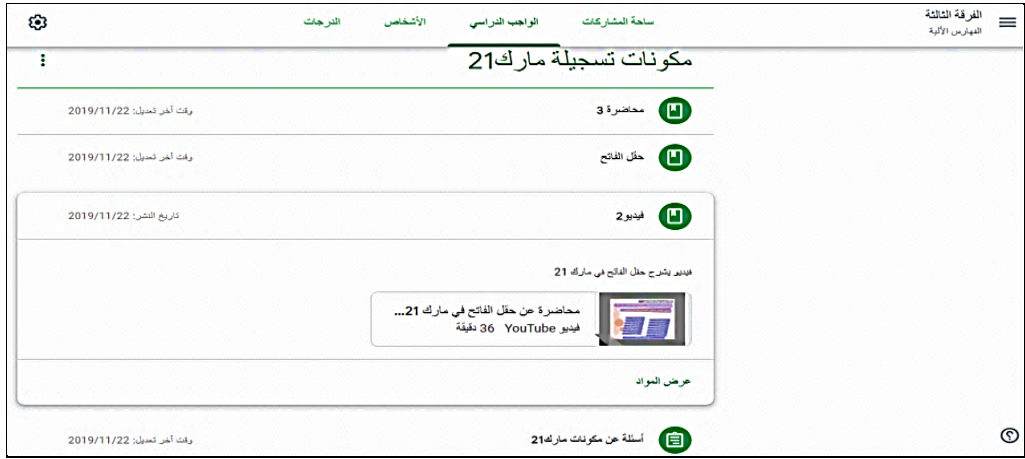 الفرقة الثالثة
الفهارس الألية
ساحة المشاركات
الواجب الدراسي
الأشخاص
الدرجات
مكونات تسجيلة مارك21
محاضرة 3
وقت آخر تعديل: 2019/11/22
حقل الفاتح
وقت آخر تعديل: 2019/11/22
فيديو2
تاريخ النشر: 2019/11/22
فيديو يشرح حقل الفاتح في مارك 21
محاضرة عن حقل الفاتح في مارك 21...
فيديو YouTube 36 دقيقة
عرض المواد
أسئلة عن مكونات مارك21
وقت آخر تعديل: 2019/11/22